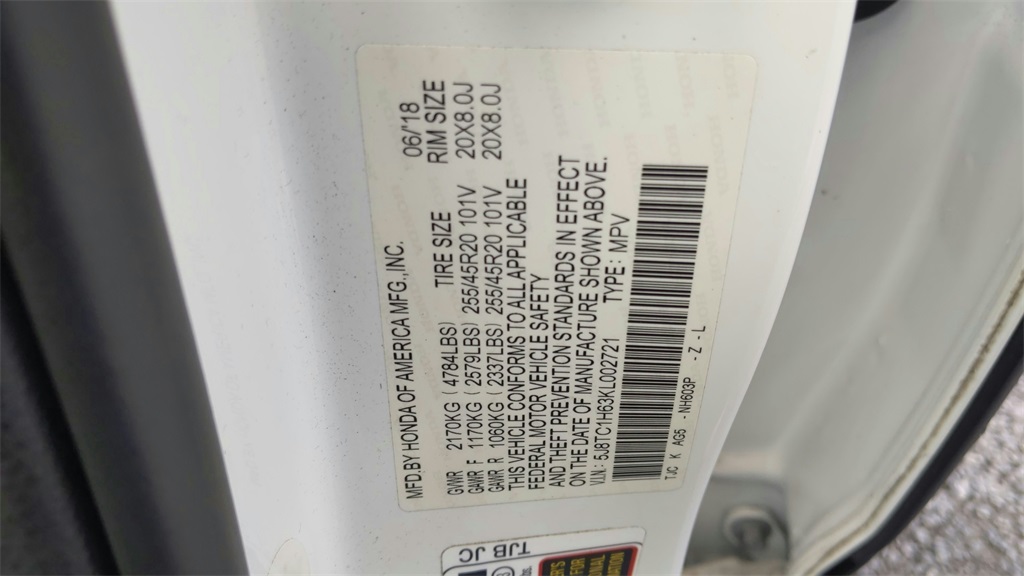 MFD.BY HONDA OF AMERICA MFG.,INC. 06/18
TIRE SIZE RIM SIZE
GVWR 2170KG ( 4784LBS)
GAWR F 1170KG ( 2579LBS) 255/45R20 101V 20X8.0J
GAWR R 1060KG ( 2337LBS) 255/45R20 101V 20X8.0J
THIS VEHICLE CONFORMS TO ALL APPLICABLE
FEDERAL MOTOR VEHICLE SAFETY
AND THEFT PREVENTION STANDARDS IN EFFECT
ON THE DATE OF MANUFACTURE SHOWN ABOVE.
V.I.N.: 5J8TC1H63KL002721 TYPE: MPV
TJC K AG5 -NH603P - Z - L
TJB JC